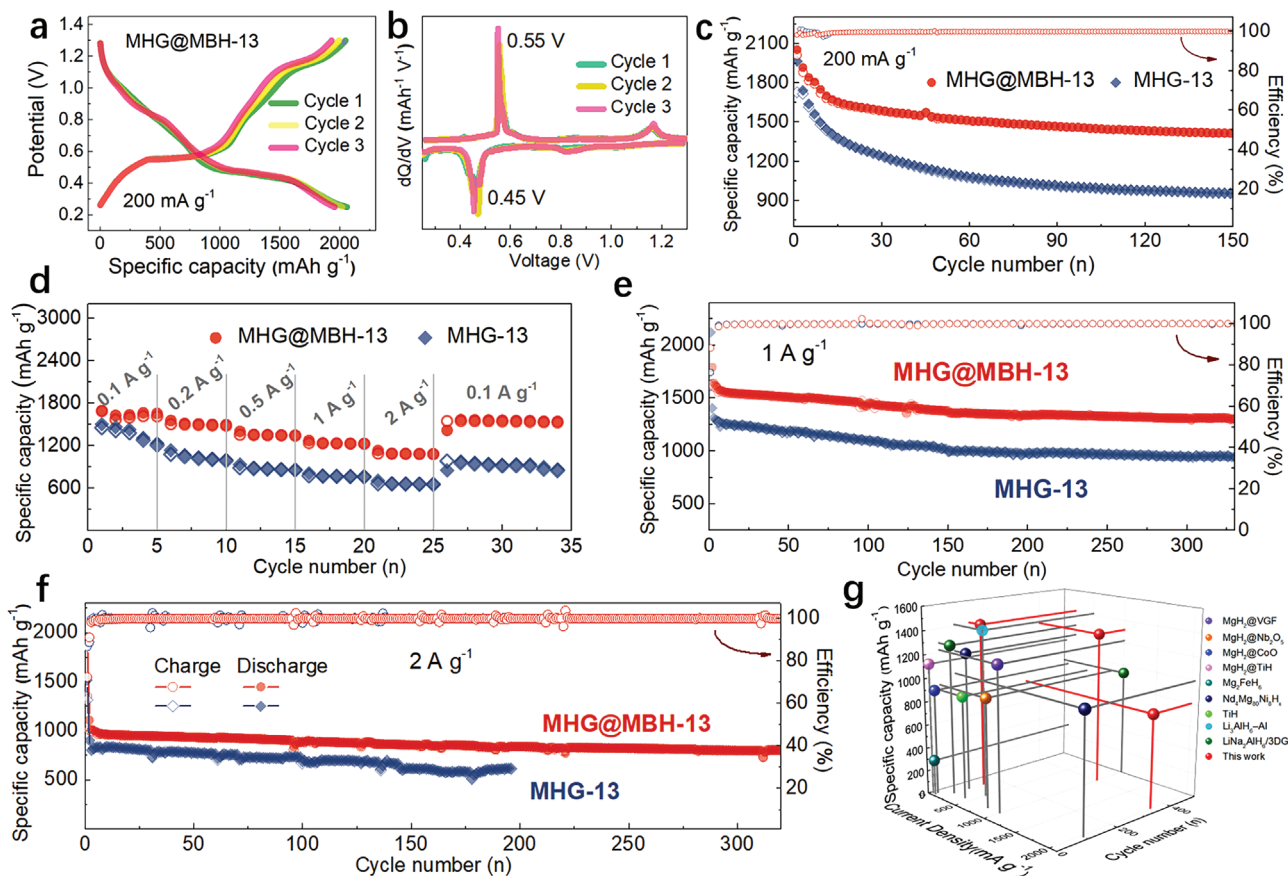 a
MHG@MBH-13
Cycle 1
Cycle 2
Cycle 3
200 mA g⁻¹
Potential (V)
1.4
1.2
1.0
0.8
0.6
0.4
0.2
0 500 1000 1500 2000
Specific capacity (mAh g⁻¹)
b
0.55 V
Cycle 1
Cycle 2
Cycle 3
0.45 V
dQ/dV (mAh⁻¹ V⁻¹)
0.4 0.6 0.8 1.0 1.2
Voltage (V)
c
200 mA g⁻¹
MHG@MBH-13 MHG-13
Specific capacity (mAh g⁻¹)
2100
1800
1500
1200
900
100
80
60
40
20
0
Efficiency (%)
0 30 60 90 120 150
Cycle number (n)
d
MHG@MBH-13 MHG-13
0.1 A g⁻¹ 0.2 A g⁻¹ 0.5 A g⁻¹ 1 A g⁻¹ 2 A g⁻¹ 0.1 A g⁻¹
Specific capacity (mAh g⁻¹)
3000
2400
1800
1200
600
0 5 10 15 20 25 26 30 35
Cycle number (n)
e
1 A g⁻¹
MHG@MBH-13
MHG-13
Specific capacity (mAh g⁻¹)
2000
1500
1000
500
100
80
60
40
20
0
Efficiency (%)
0 50 100 150 200 250 300
Cycle number (n)
f
2 A g⁻¹
Charge Discharge
MHG@MBH-13
MHG-13
Specific capacity (mAh g⁻¹)
2000
1500
1000
500
0
100
80
60
40
20
Efficiency (%)
0 50 100 150 200 250 300
Cycle number (n)
g
Specific capacity (mAh g⁻¹)
1600
1400
1200
1000
800
600
400
200
0
500
1000
1500
2000
Current Density(mA g⁻¹)
0
200
400
Cycle number (n)
MgH₂@VGF
MgH₂@Nb₂O₅
MgH₂@CoO
MgH₂@TiH
Mg₂FeH₆
TiH
Li₃AlH₆–Al
LiNa₂AlH₆/3DG
This work